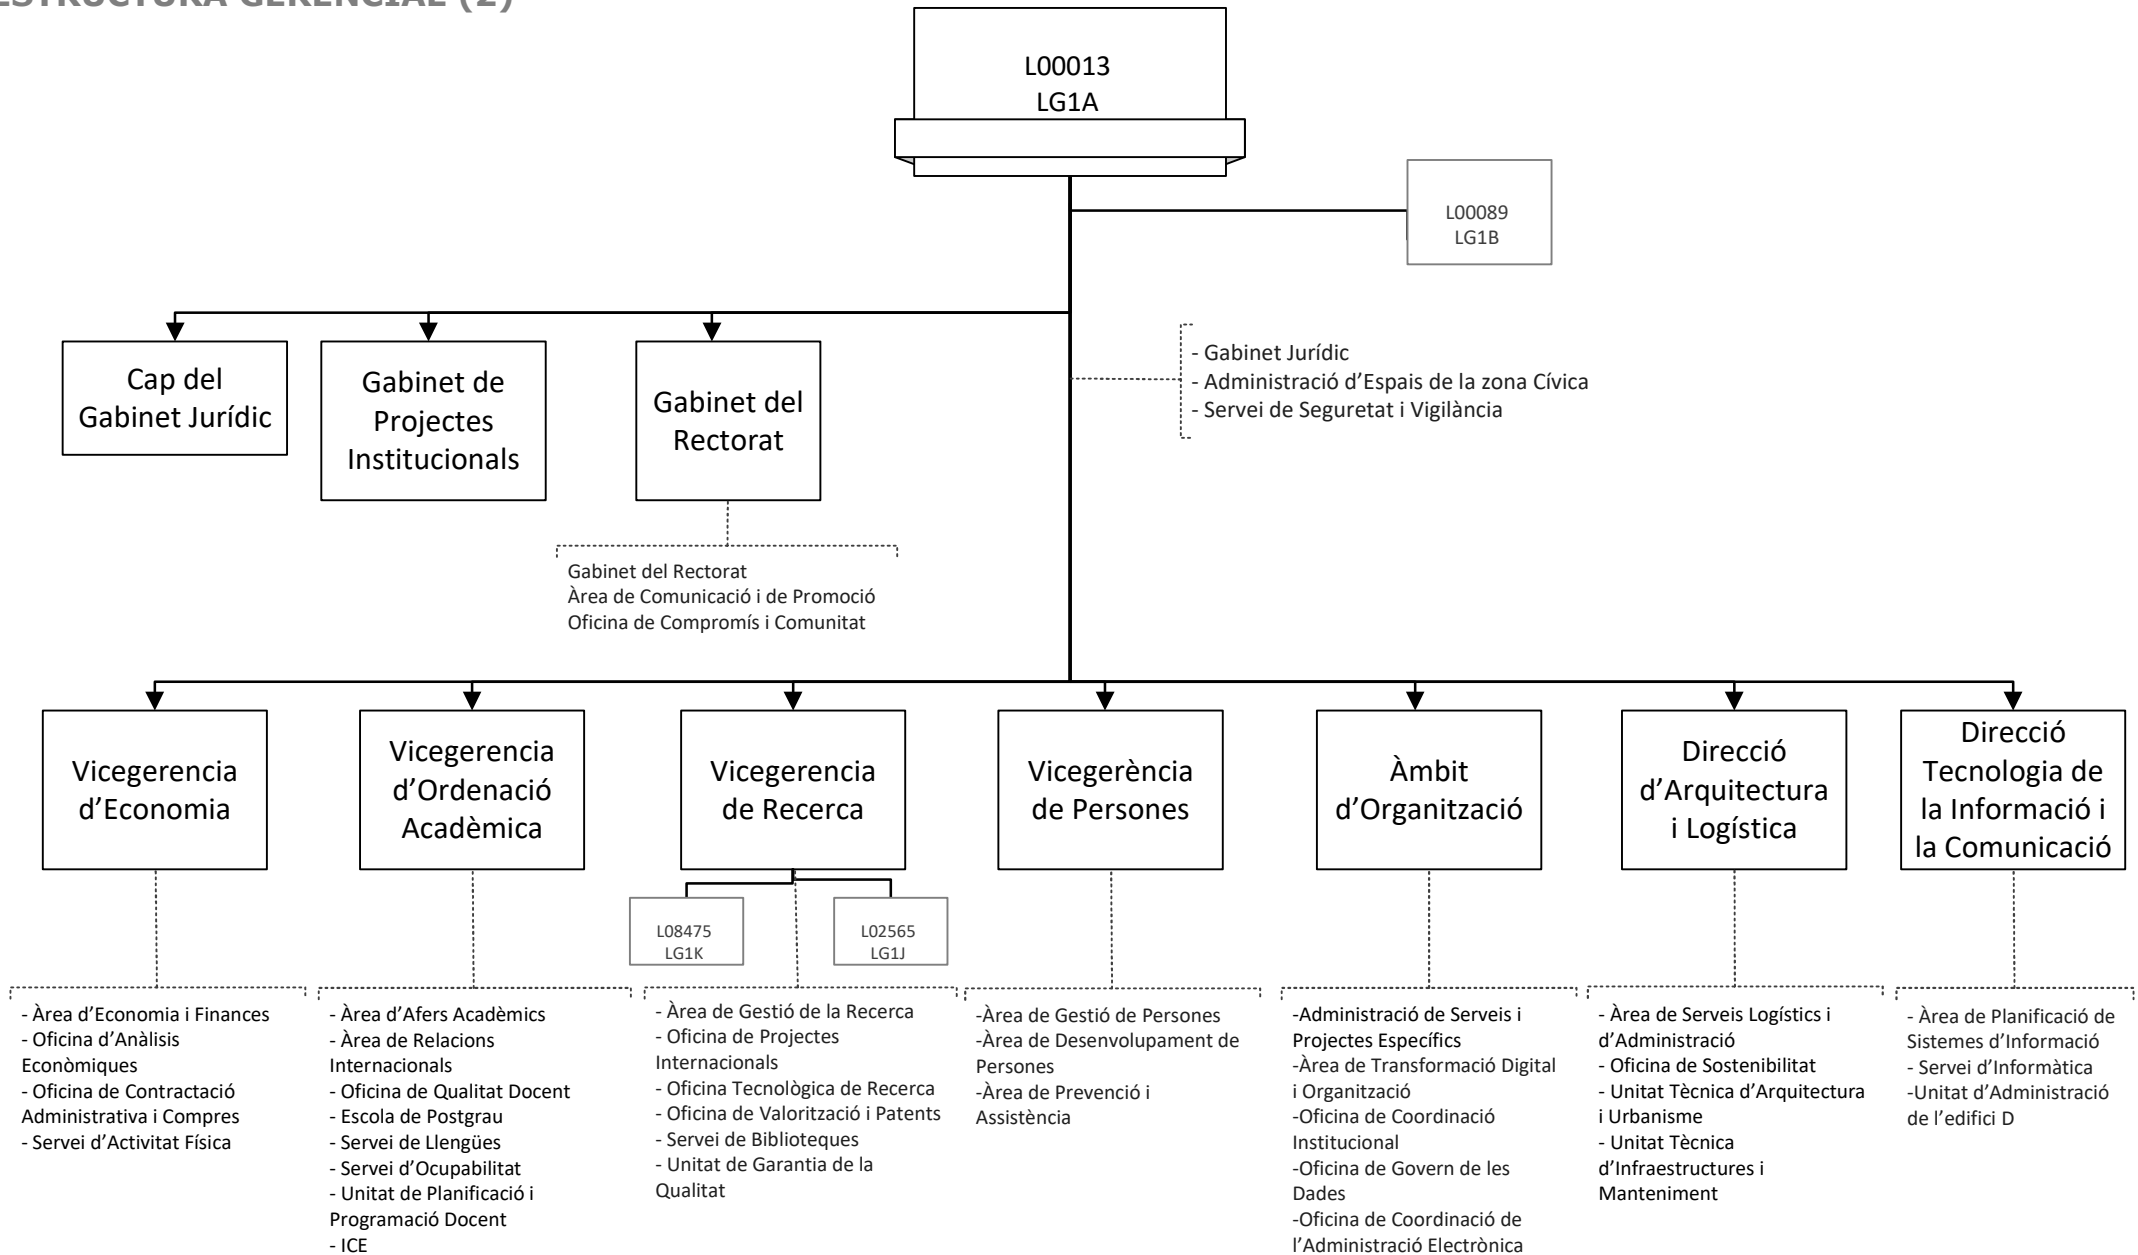 ESTRUCTURA GERENCIAL (2)
L00013
LG1A
L00089
LG1B
Cap del
Gabinet Jurídic
Gabinet de
Projectes
Institucionals
Gabinet del
Rectorat
- Gabinet Jurídic
- Administració d’Espais de la zona Cívica
- Servei de Seguretat i Vigilància
Gabinet del Rectorat
Àrea de Comunicació i de Promoció
Oficina de Compromís i Comunitat
Vicegerencia
d’Economia
Vicegerencia
d’Ordenació
Acadèmica
Vicegerencia
de Recerca
Vicegerència
de Persones
Àmbit
d’Organització
Direcció
d’Arquitectura
i Logística
Direcció
Tecnologia de
la Informació i
la Comunicació
L08475
LG1K
L02565
LG1J
- Àrea d’Economia i Finances
- Oficina d’Anàlisis
Econòmiques
- Oficina de Contractació
Administrativa i Compres
- Servei d’Activitat Física
- Àrea d’Afers Acadèmics
- Àrea de Relacions
Internacionals
- Oficina de Qualitat Docent
- Escola de Postgrau
- Servei de Llengües
- Servei d’Ocupabilitat
- Unitat de Planificació i
Programació Docent
- ICE
- Àrea de Gestió de la Recerca
- Oficina de Projectes
Internacionals
- Oficina Tecnològica de Recerca
- Oficina de Valorització i Patents
- Servei de Biblioteques
- Unitat de Garantia de la
Qualitat
-Àrea de Gestió de Persones
-Àrea de Desenvolupament de
Persones
-Àrea de Prevenció i
Assistència
-Administració de Serveis i
Projectes Específics
-Àrea de Transformació Digital
i Organització
-Oficina de Coordinació
Institucional
-Oficina de Govern de les
Dades
-Oficina de Coordinació de
l’Administració Electrònica
- Àrea de Serveis Logístics i
d’Administració
- Oficina de Sostenibilitat
- Unitat Tècnica d’Arquitectura
i Urbanisme
- Unitat Tècnica
d’Infraestructures i
Manteniment
- Àrea de Planificació de
Sistemes d’Informació
- Servei d’Informàtica
-Unitat d’Administració
de l’edifici D